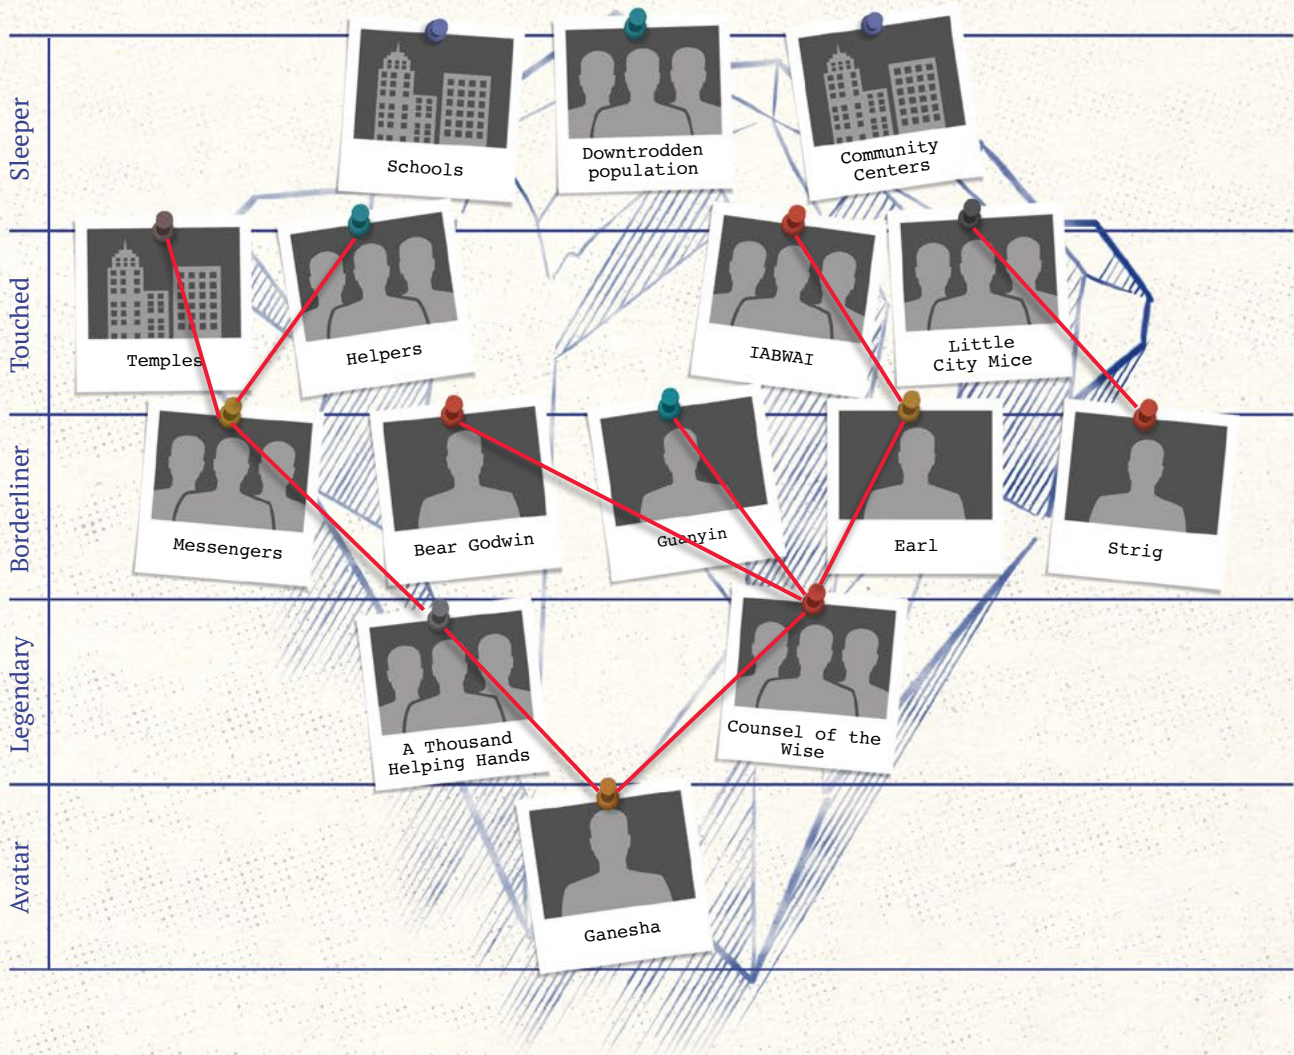 Sleeper
Schools
Downtrodden
population
Community
Centers
Touched
Temples
Helpers
IABWAI
Little
City Mice
Borderliner
Messengers
Bear Godwin
Guanyin
Earl
Strig
Legendary
A Thousand
Helping Hands
Counsel of the
Wise
Avatar
Ganesha